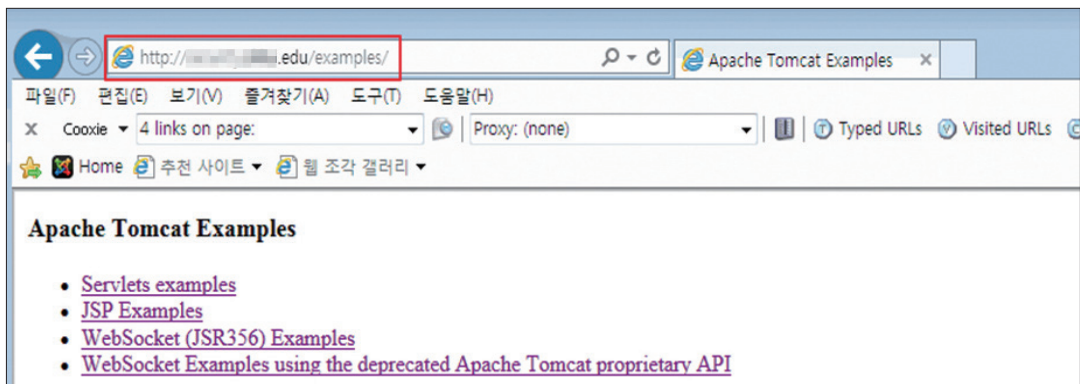 http:// .edu/examples/
Apache Tomcat Examples ×
파일(F) 편집(E) 보기(V) 즐겨찾기(A) 도구(T) 도움말(H)
x Cooxie 4 links on page: Proxy: (none) Typed URLs Visited URLs
Home 추천 사이트 웹 조각 갤러리
Apache Tomcat Examples
• Servlets examples
• JSP Examples
• WebSocket (JSR356) Examples
• WebSocket Examples using the deprecated Apache Tomcat proprietary API